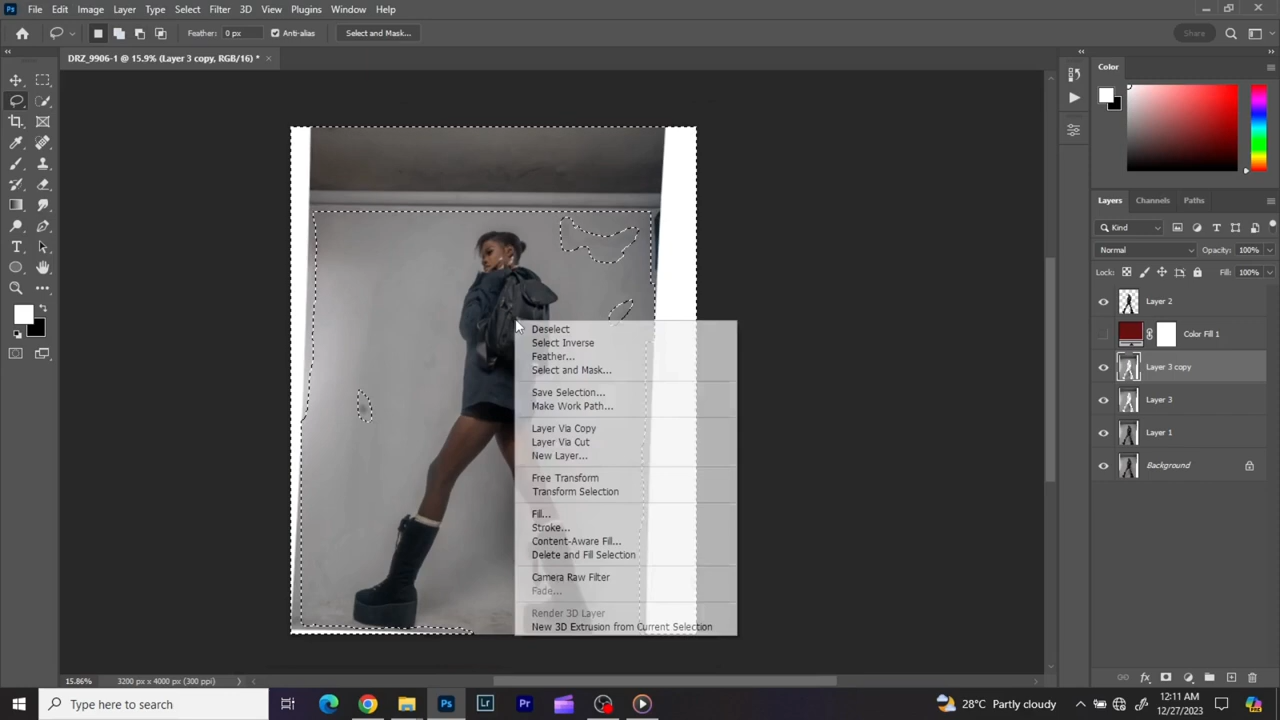 Ps File Edit Image Layer Type Select Filter 3D View Plugins Window Help
Feather: 0 px Anti-alias Select and Mask... Share
DRZ_9906-1 @ 15.9% (Layer 3 copy, RGB/16) * ×
Color
Layers Channels Paths
Kind
Normal Opacity: 100%
Lock: Fill: 100%
Layer 2
Color Fill 1
Layer 3 copy
Layer 3
Layer 1
Background
Deselect
Select Inverse
Feather...
Select and Mask...
Save Selection...
Make Work Path...
Layer Via Copy
Layer Via Cut
New Layer...
Free Transform
Transform Selection
Fill...
Stroke...
Content-Aware Fill...
Delete and Fill Selection
Camera Raw Filter
Fade...
Render 3D Layer
New 3D Extrusion from Current Selection
15.86% 3200 px x 4000 px (300 ppi)
Type here to search Ps Lr Pr 28°C Partly cloudy 12:11 AM
12/27/2023